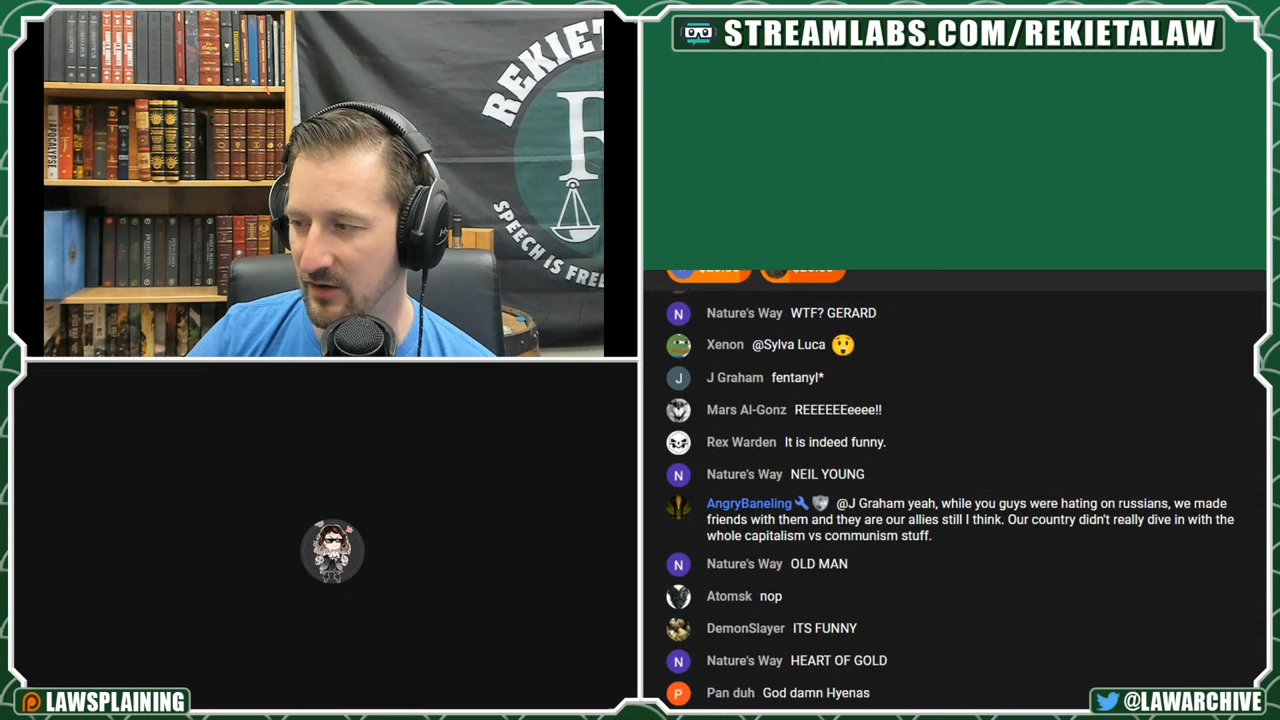 STREAMLABS.COM/REKIETALAW
REKIET
R
SPEECH IS FREE
APOCALYPSE
Nature's Way WTF? GERARD
Xenon @Sylva Luca 😲
J Graham fentanyl*
Mars Al-Gonz REEEEEEeeee!!
Rex Warden It is indeed funny.
Nature's Way NEIL YOUNG
AngryBaneling @J Graham yeah, while you guys were hating on russians, we made
friends with them and they are our allies still I think. Our country didn't really dive in with the
whole capitalism vs communism stuff.
Nature's Way OLD MAN
Atomsk nop
DemonSlayer ITS FUNNY
Nature's Way HEART OF GOLD
Pan duh God damn Hyenas
LAWSPLAINING
@LAWARCHIVE